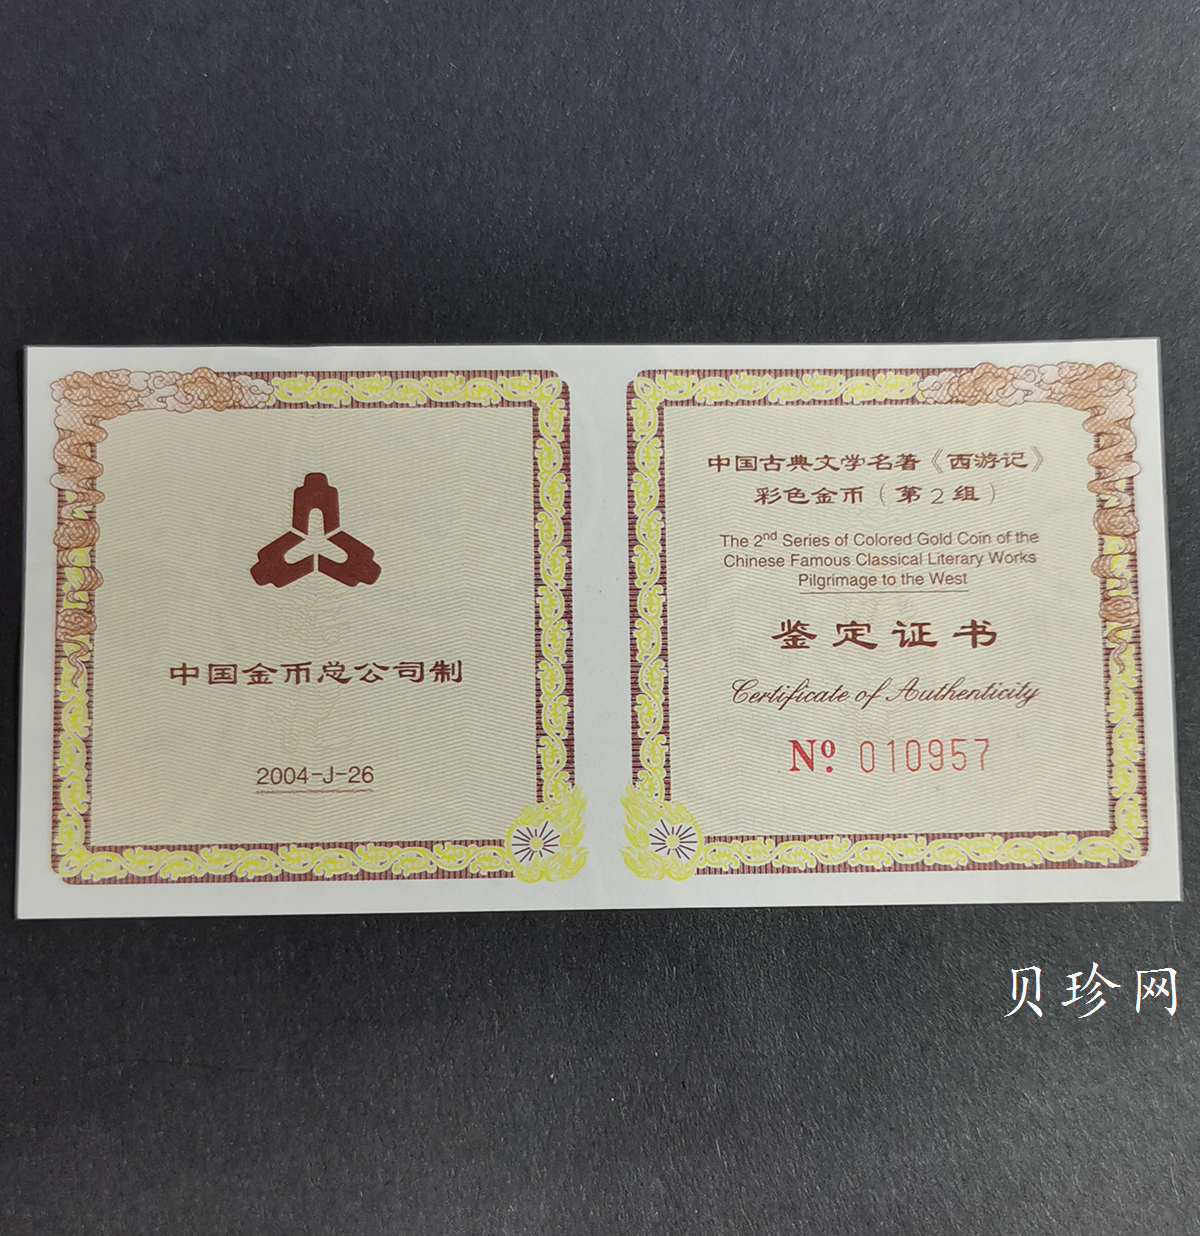 中国金币总公司制
2004-J-26
中国古典文学名著《西游记》
彩色金币（第2组）
The 2nd Series of Colored Gold Coin of the
Chinese Famous Classical Literary Works
Pilgrimage to the West
鉴定证书
Certificate of Authenticity
Nº. 010957
贝珍网